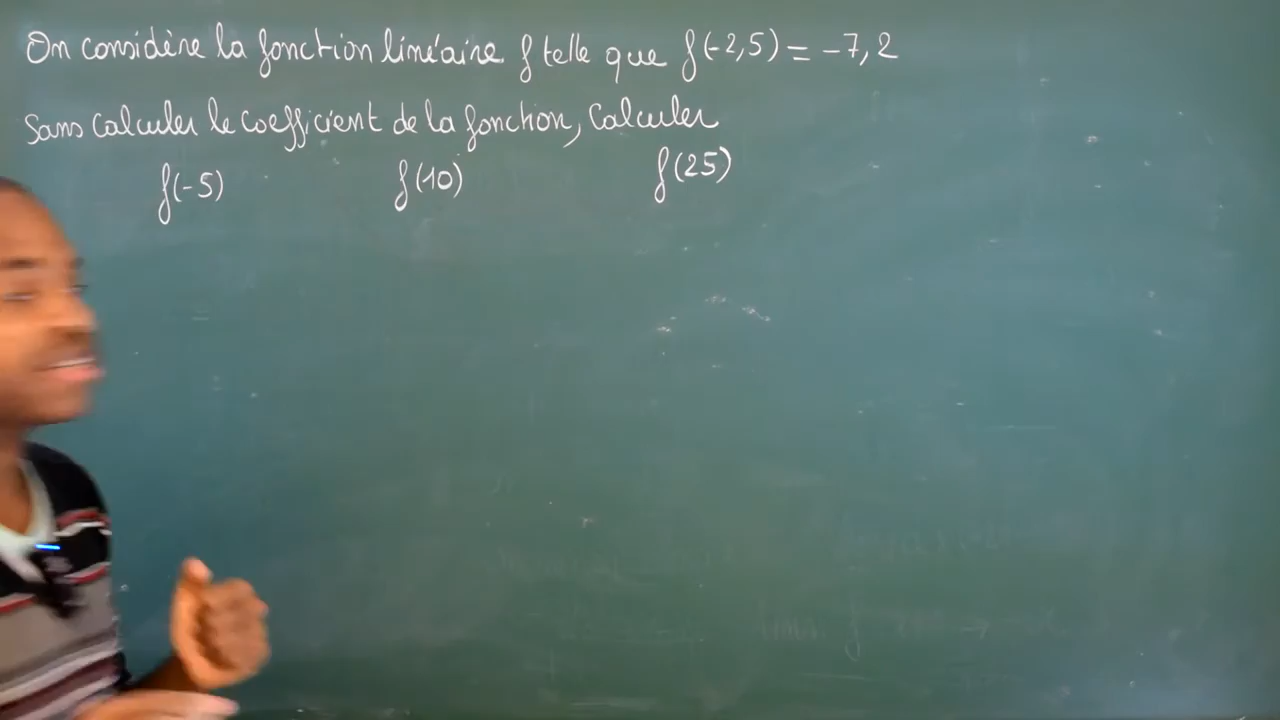 On considère la fonction linéaire f telle que f(-2,5) = -7,2
Sans calculer le coefficient de la fonction, Calculer
f(-5) f(10) f(25)